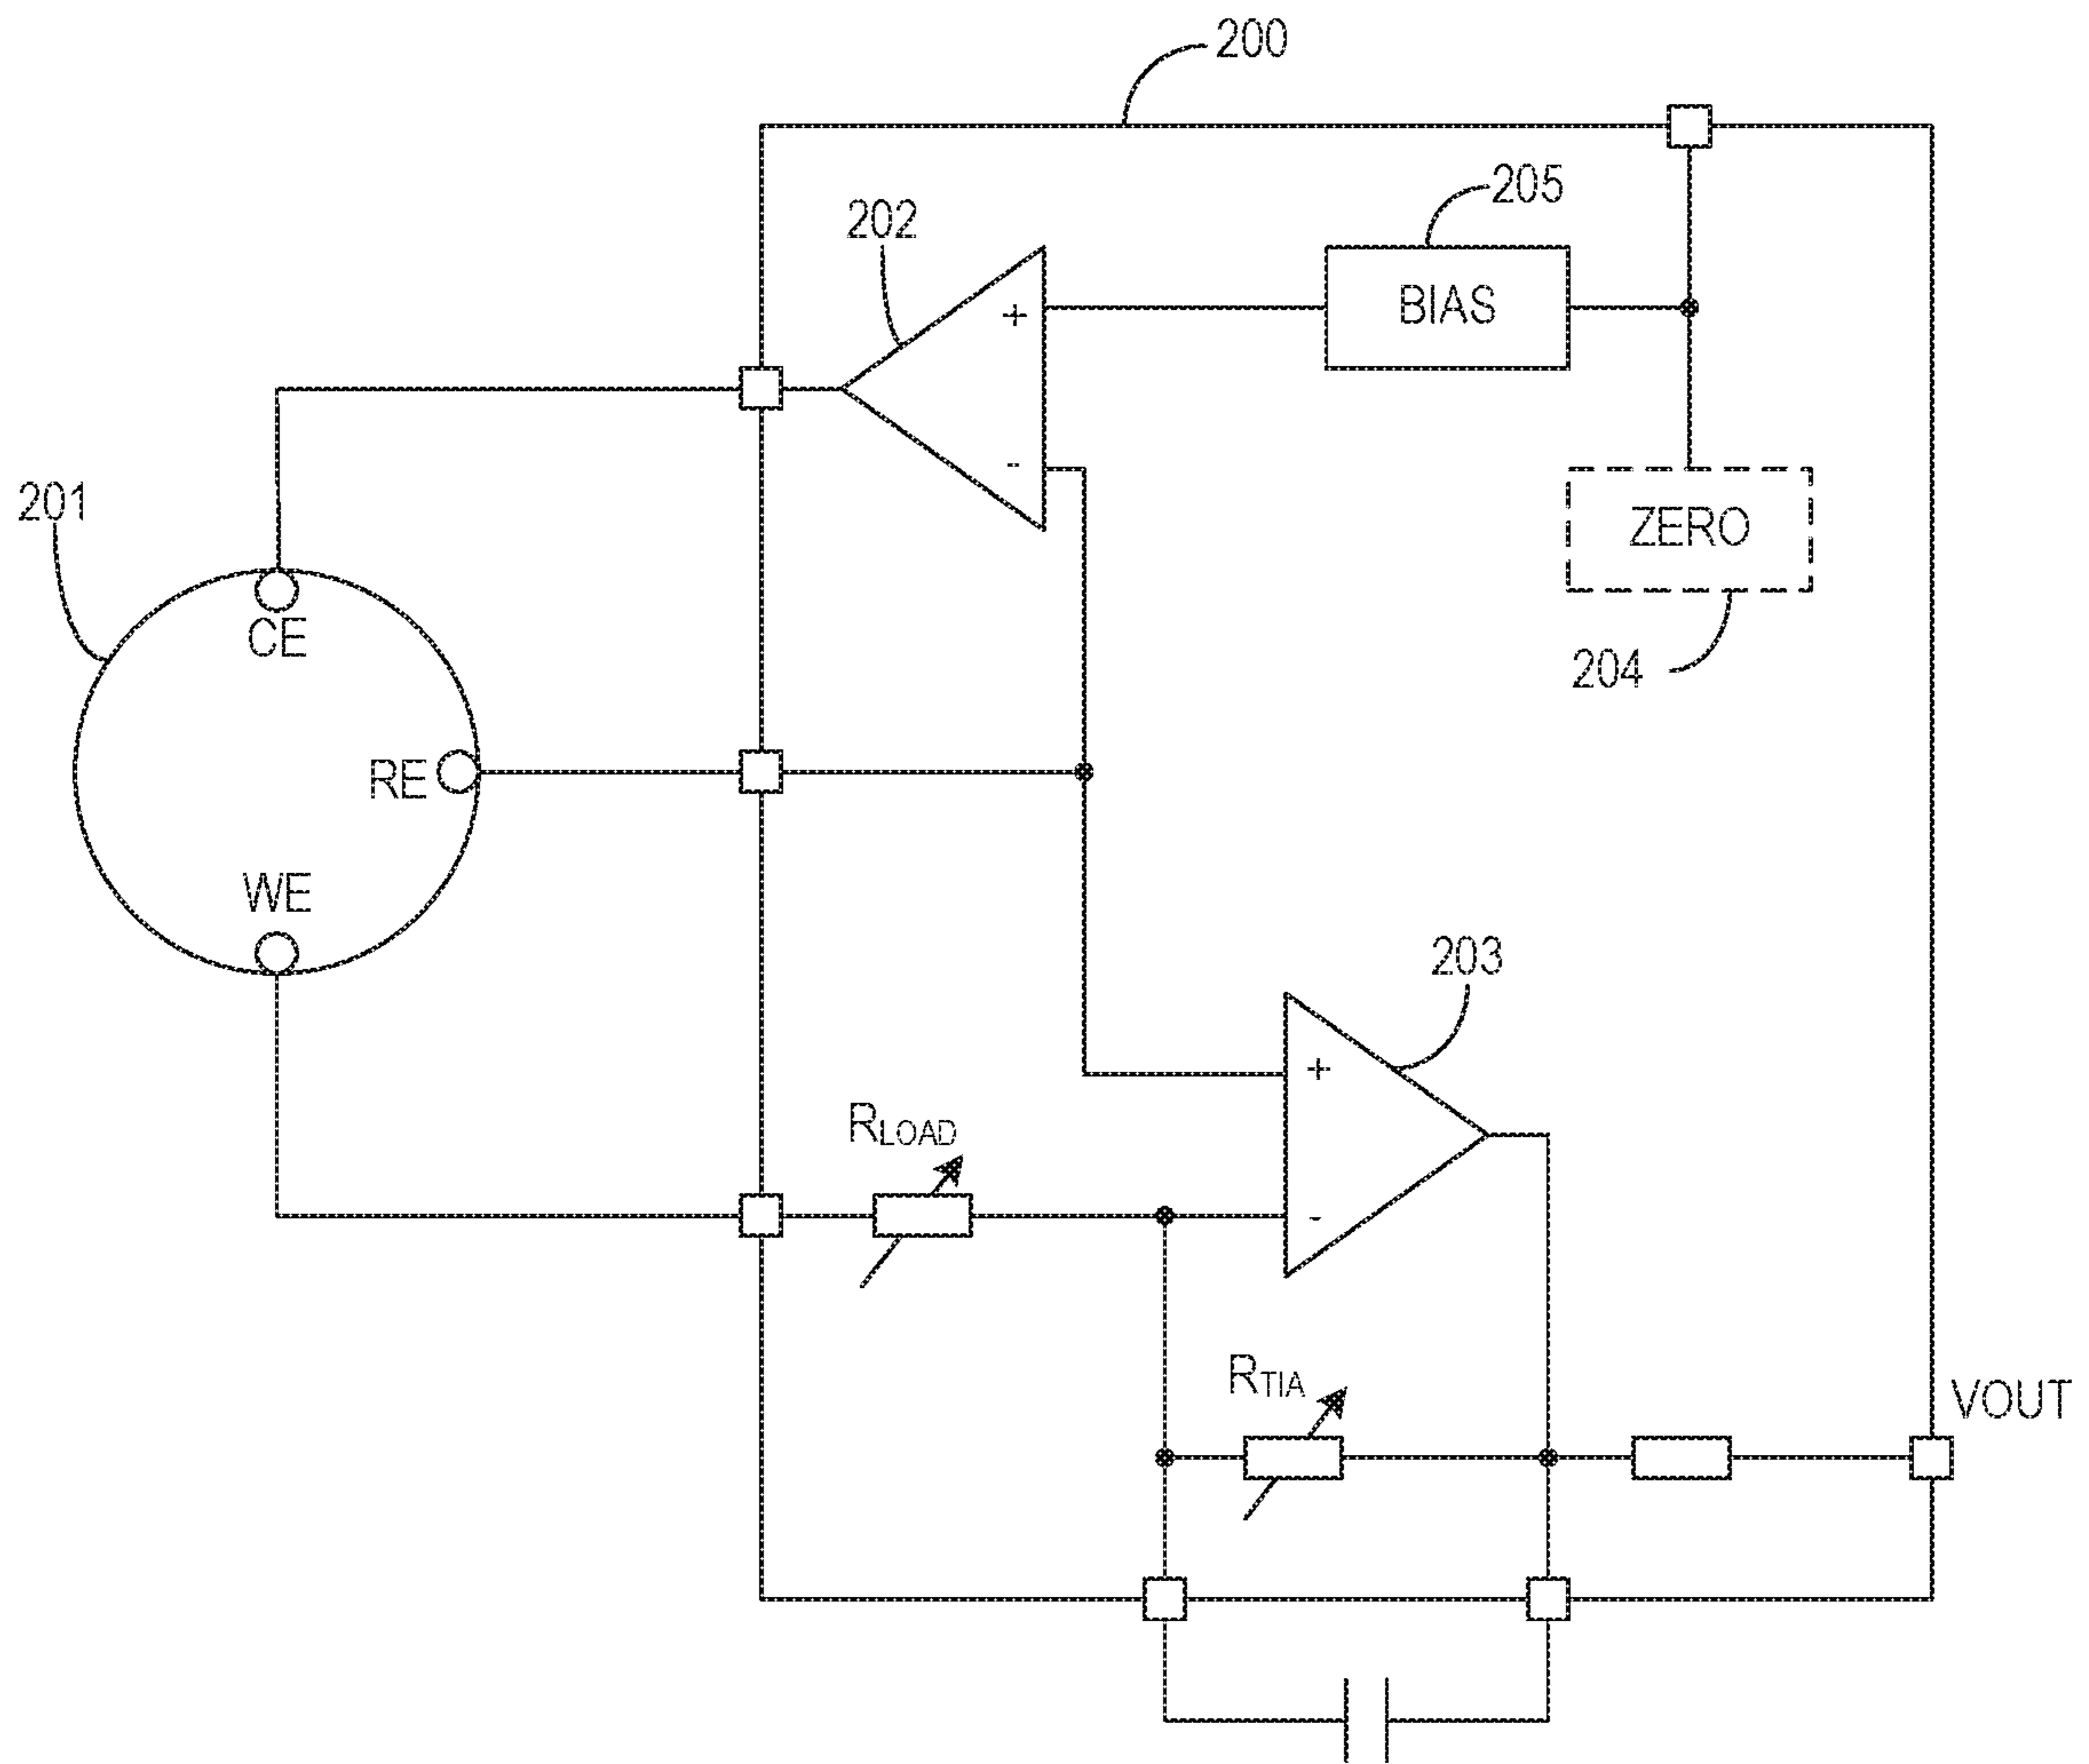 200
205
202
+
BIAS
-
201
ZERO
CE
204
RE
WE
203
+
RLOAD
-
RTIA
VOUT